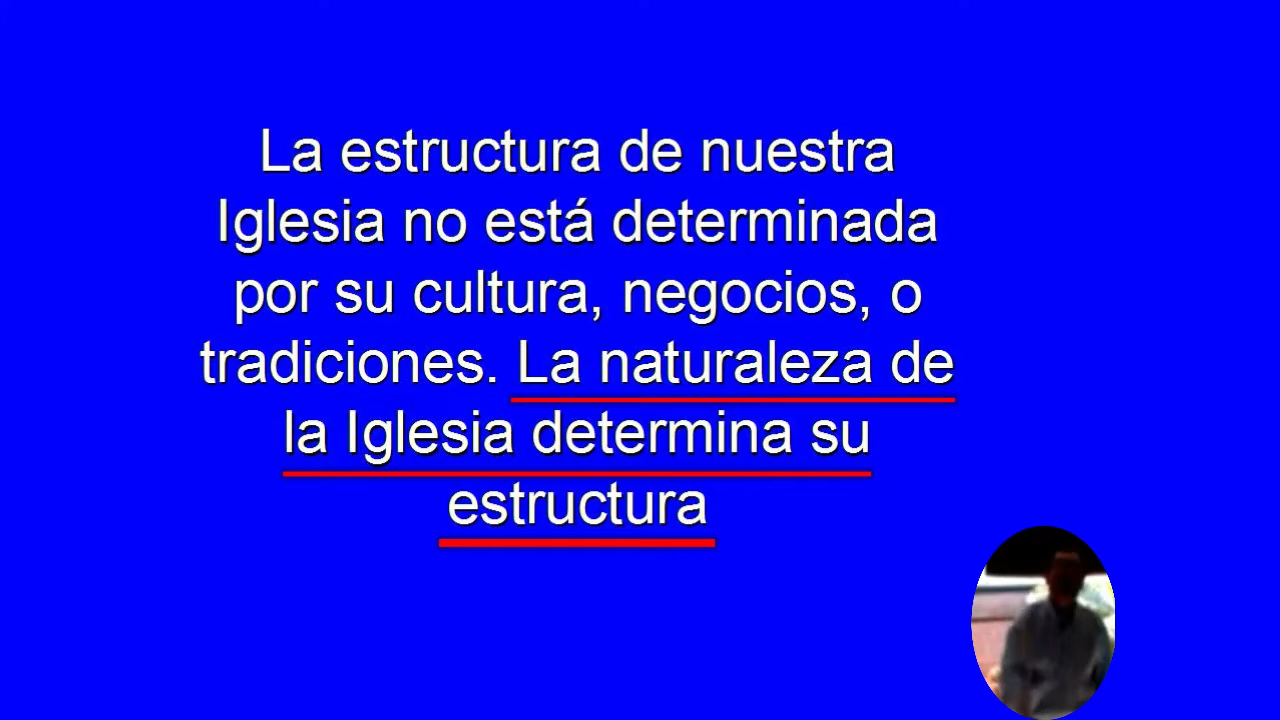 La estructura de nuestra
Iglesia no está determinada
por su cultura, negocios, o
tradiciones. La naturaleza de
la Iglesia determina su
estructura